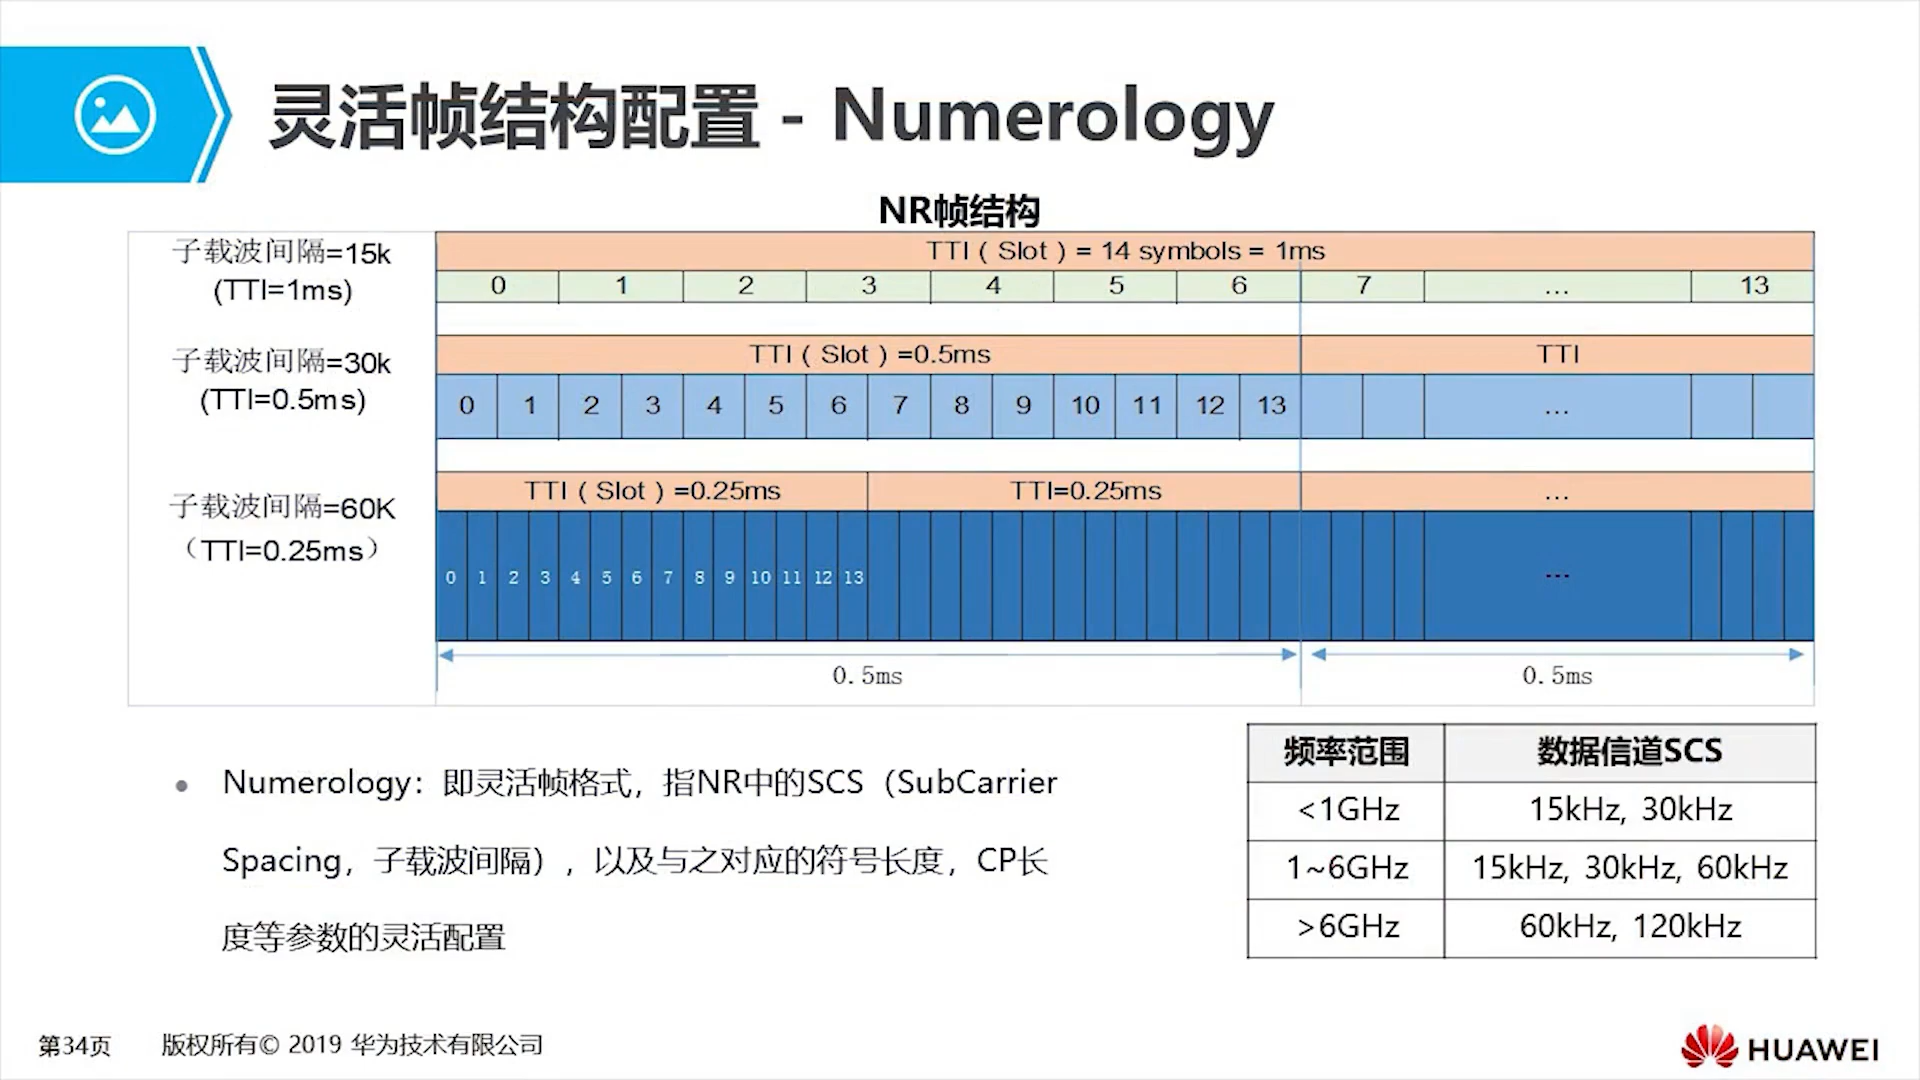 灵活帧结构配置 - Numerology
NR帧结构
子载波间隔=15k
(TTI=1ms)
TTI ( Slot ) = 14 symbols = 1ms
0 1 2 3 4 5 6 7 ... 13
子载波间隔=30k
(TTI=0.5ms)
TTI ( Slot ) =0.5ms TTI
0 1 2 3 4 5 6 7 8 9 10 11 12 13 ...
子载波间隔=60K
（TTI=0.25ms）
TTI ( Slot ) =0.25ms TTI=0.25ms ...
0 1 2 3 4 5 6 7 8 9 10 11 12 13 ...
0.5ms 0.5ms
• Numerology：即灵活帧格式，指NR中的SCS（SubCarrier
Spacing，子载波间隔），以及与之对应的符号长度，CP长
度等参数的灵活配置
频率范围 数据信道SCS
<1GHz 15kHz, 30kHz
1~6GHz 15kHz, 30kHz, 60kHz
>6GHz 60kHz, 120kHz
第34页 版权所有© 2019 华为技术有限公司
HUAWEI